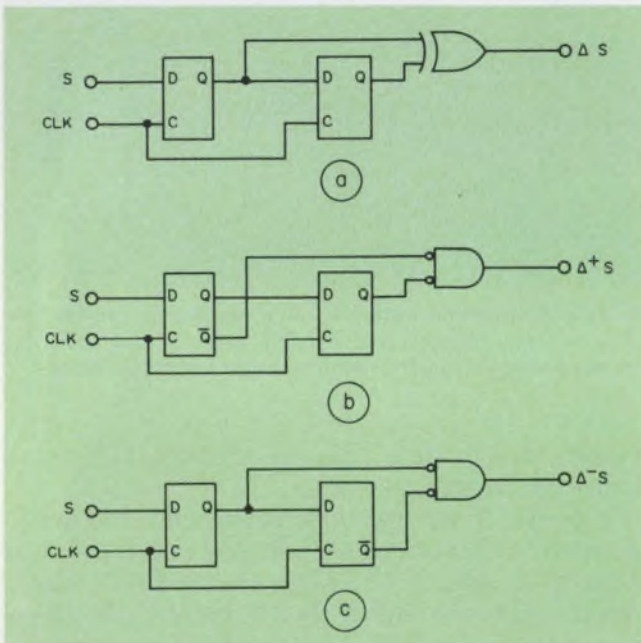 S D Q D Q Δ S
CLK C C
a
S D Q D Q Δ+ S
CLK C Q̅ C
b
S D Q D Δ- S
CLK C C Q̅
c